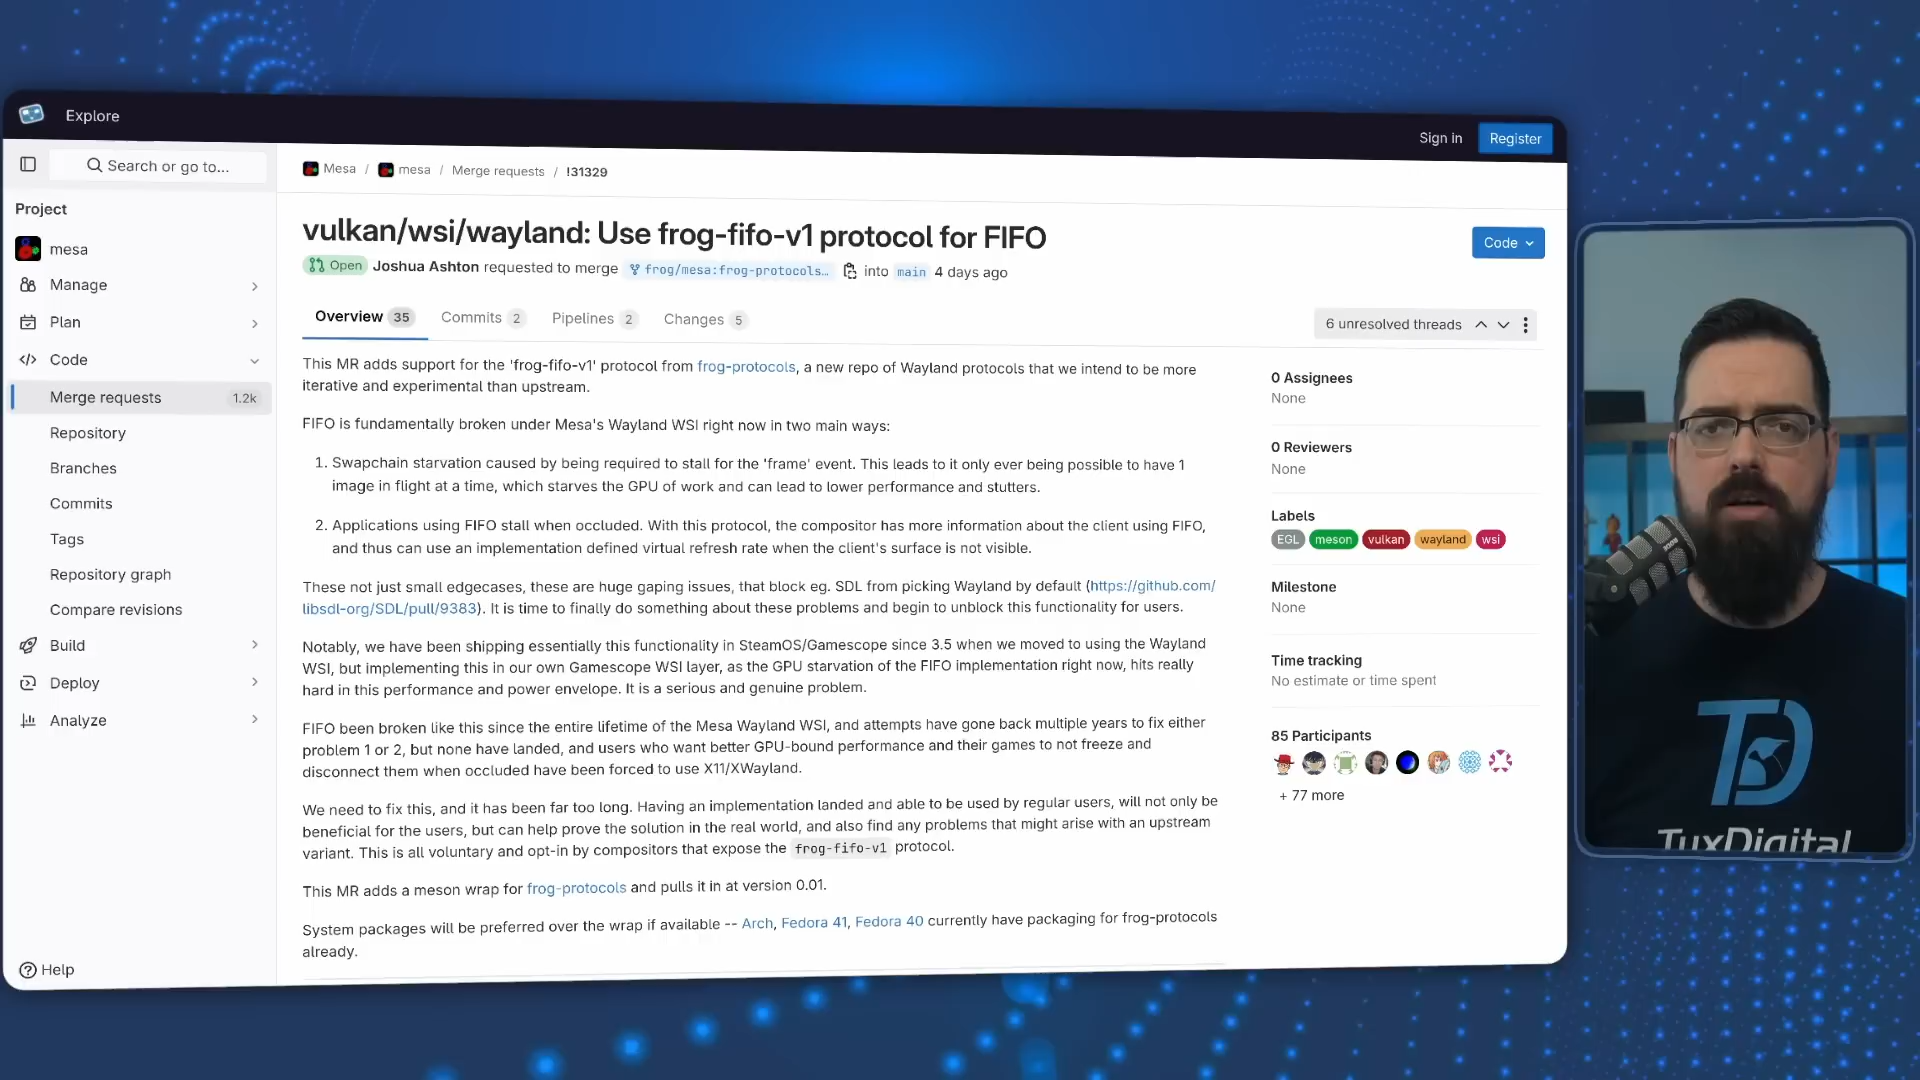 Explore
Sign in
Register
Search or go to...
Project
mesa
Manage
Plan
Code
Merge requests 1.2k
Repository
Branches
Commits
Tags
Repository graph
Compare revisions
Build
Deploy
Analyze
Help
Mesa / mesa / Merge requests / !31329
vulkan/wsi/wayland: Use frog-fifo-v1 protocol for FIFO
Code
Open Joshua Ashton requested to merge frog/mesa:frog-protocols… into main 4 days ago
Overview 35 Commits 2 Pipelines 2 Changes 5
6 unresolved threads
This MR adds support for the 'frog-fifo-v1' protocol from frog-protocols, a new repo of Wayland protocols that we intend to be more
iterative and experimental than upstream.
FIFO is fundamentally broken under Mesa's Wayland WSI right now in two main ways:
1. Swapchain starvation caused by being required to stall for the 'frame' event. This leads to it only ever being possible to have 1
image in flight at a time, which starves the GPU of work and can lead to lower performance and stutters.
2. Applications using FIFO stall when occluded. With this protocol, the compositor has more information about the client using FIFO,
and thus can use an implementation defined virtual refresh rate when the client's surface is not visible.
These not just small edgecases, these are huge gaping issues, that block eg. SDL from picking Wayland by default (https://github.com/
libsdl-org/SDL/pull/9383). It is time to finally do something about these problems and begin to unblock this functionality for users.
Notably, we have been shipping essentially this functionality in SteamOS/Gamescope since 3.5 when we moved to using the Wayland
WSI, but implementing this in our own Gamescope WSI layer, as the GPU starvation of the FIFO implementation right now, hits really
hard in this performance and power envelope. It is a serious and genuine problem.
FIFO been broken like this since the entire lifetime of the Mesa Wayland WSI, and attempts have gone back multiple years to fix either
problem 1 or 2, but none have landed, and users who want better GPU-bound performance and their games to not freeze and
disconnect them when occluded have been forced to use X11/XWayland.
We need to fix this, and it has been far too long. Having an implementation landed and able to be used by regular users, will not only be
beneficial for the users, but can help prove the solution in the real world, and also find any problems that might arise with an upstream
variant. This is all voluntary and opt-in by compositors that expose the frog-fifo-v1 protocol.
This MR adds a meson wrap for frog-protocols and pulls it in at version 0.01.
System packages will be preferred over the wrap if available -- Arch, Fedora 41, Fedora 40 currently have packaging for frog-protocols
already.
0 Assignees
None
0 Reviewers
None
Labels
EGL meson vulkan wayland wsi
Milestone
None
Time tracking
No estimate or time spent
85 Participants
+ 77 more
TD
TuxDigital